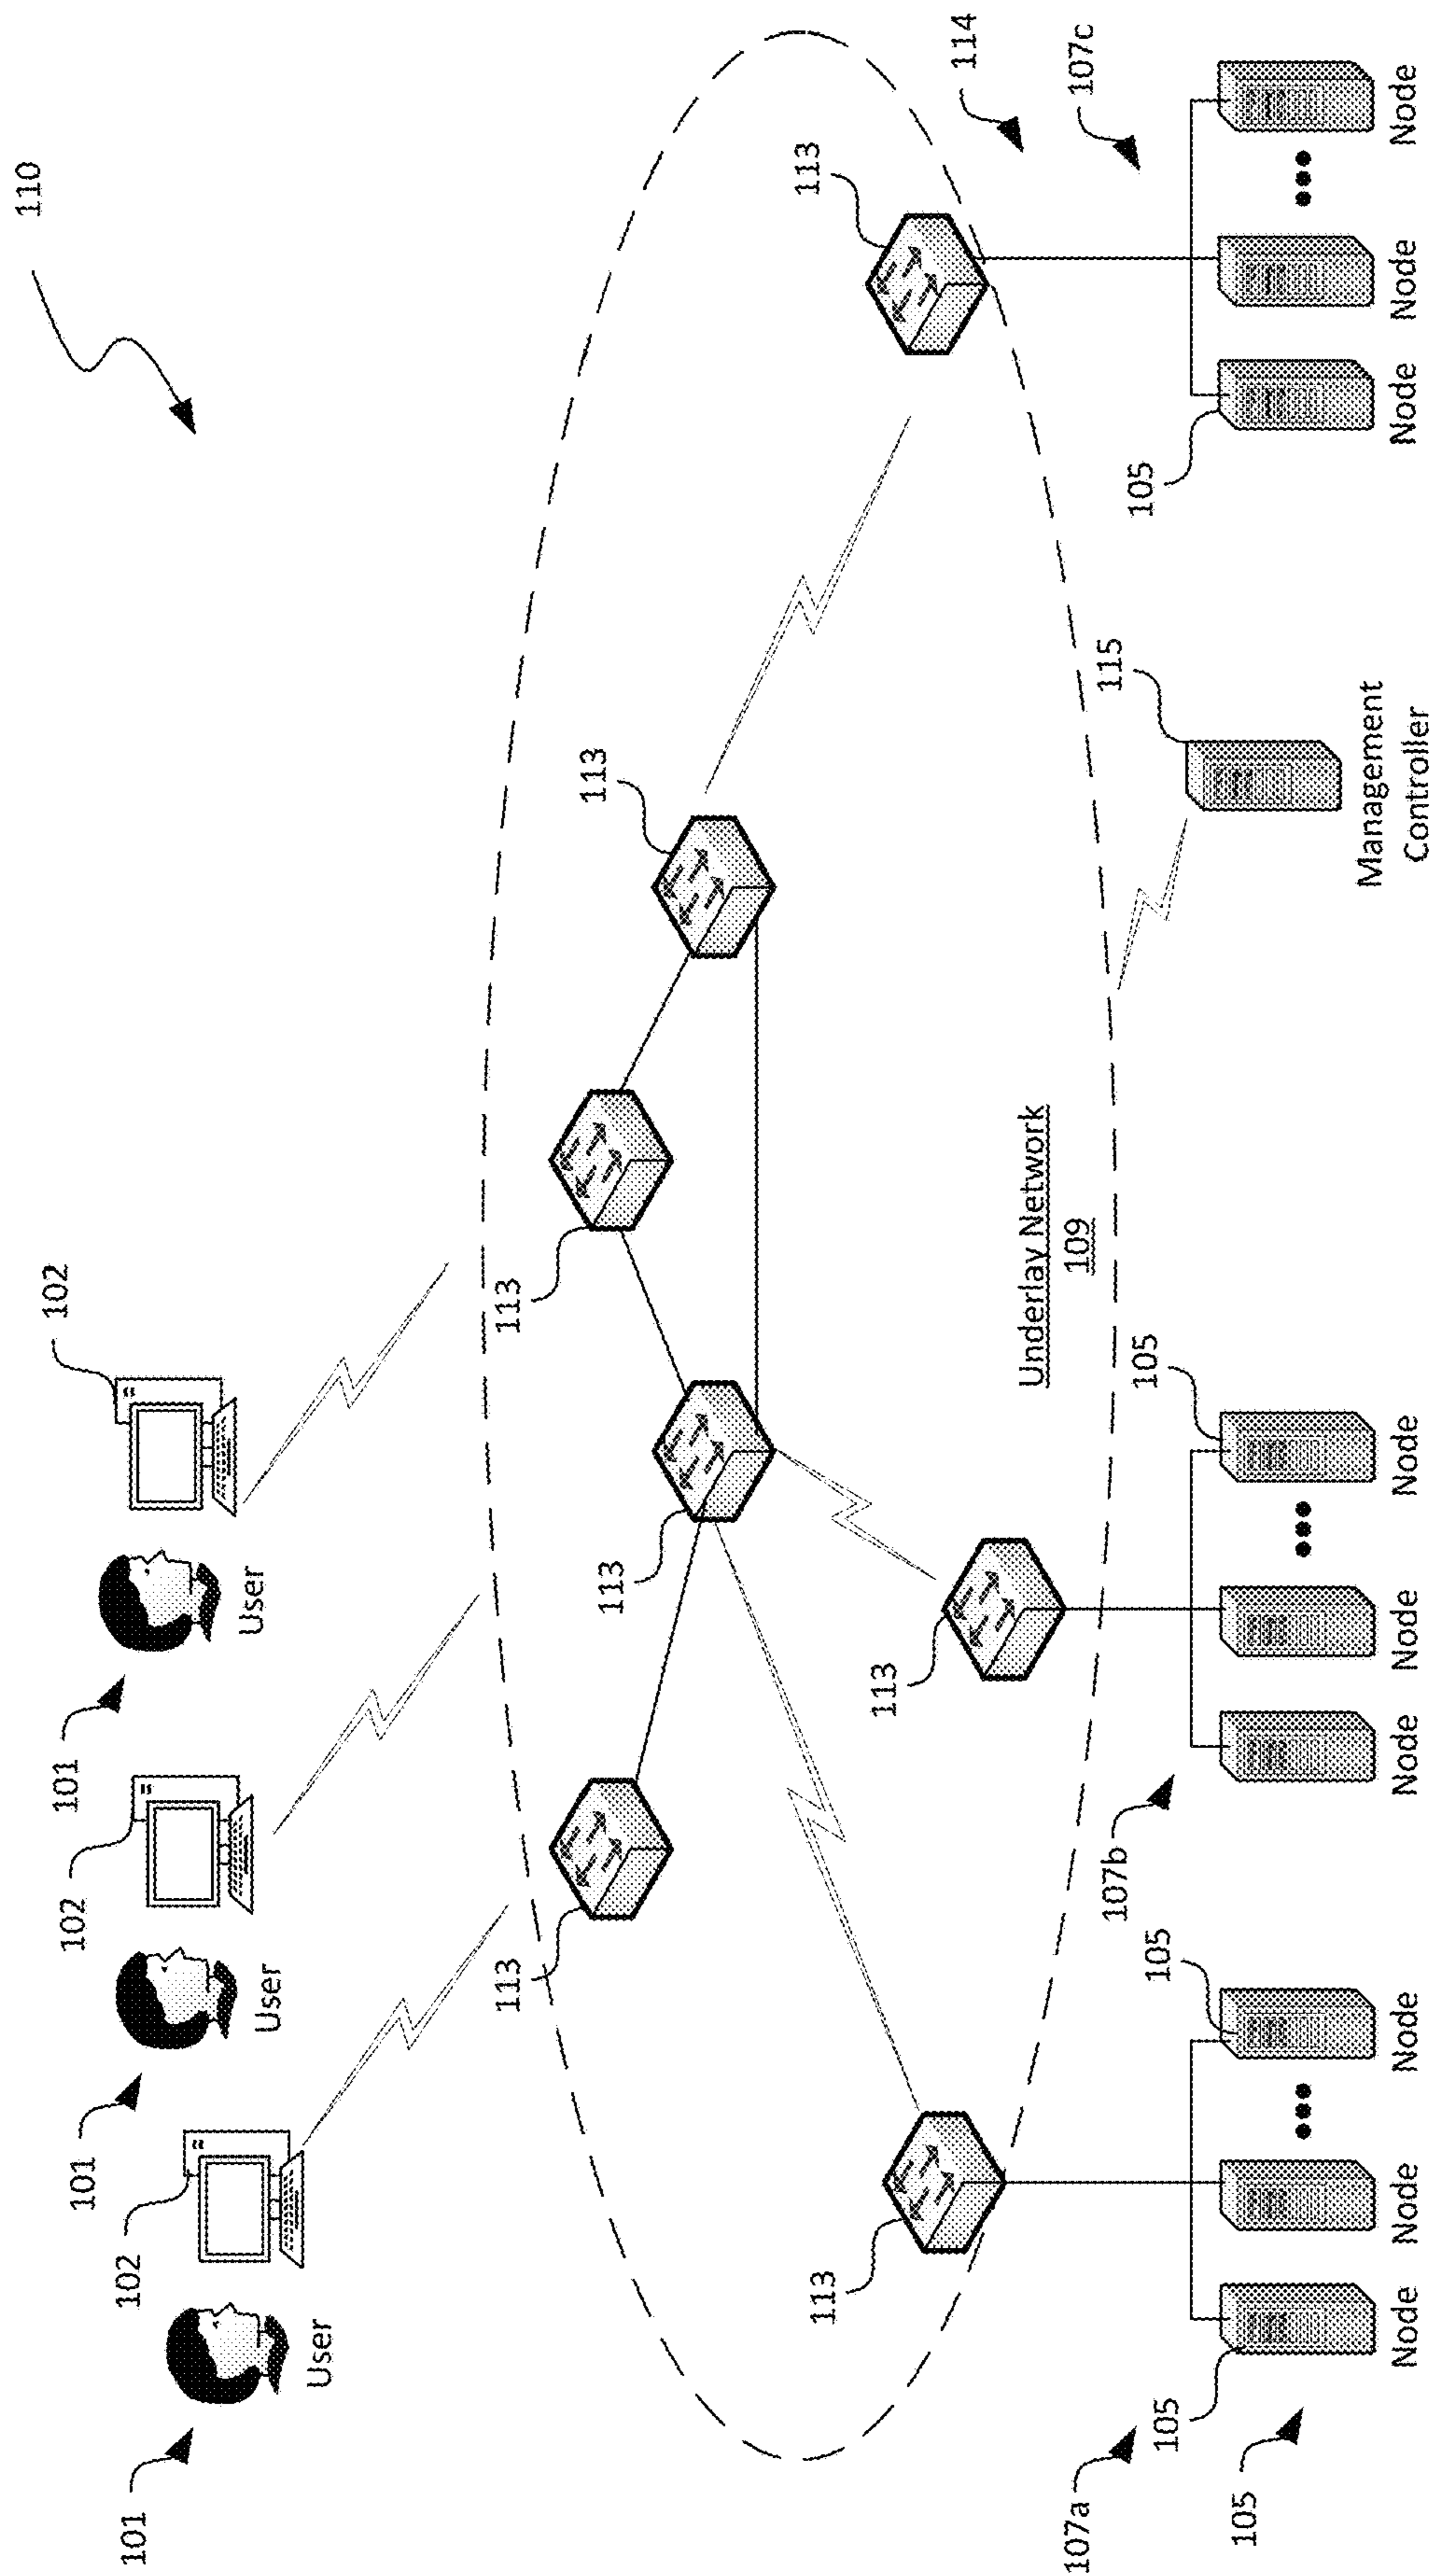 110
102
101
User
102
101
User
102
101
User
113
113
113
113
113
113
113
114
107c
Underlay Network
109
105
Node
Node
Node
115
Management
Controller
105
107b
Node
Node
Node
105
107a
105
105
Node
Node
Node